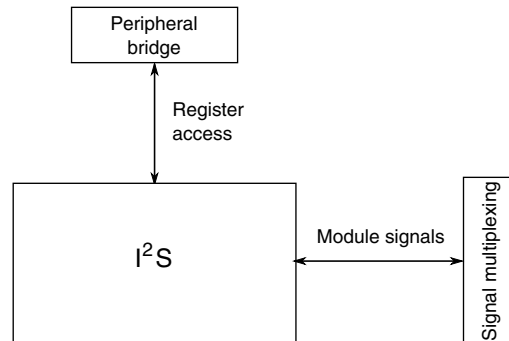 Peripheral
bridge
Register
access
I²S
Module signals
Signal multiplexing